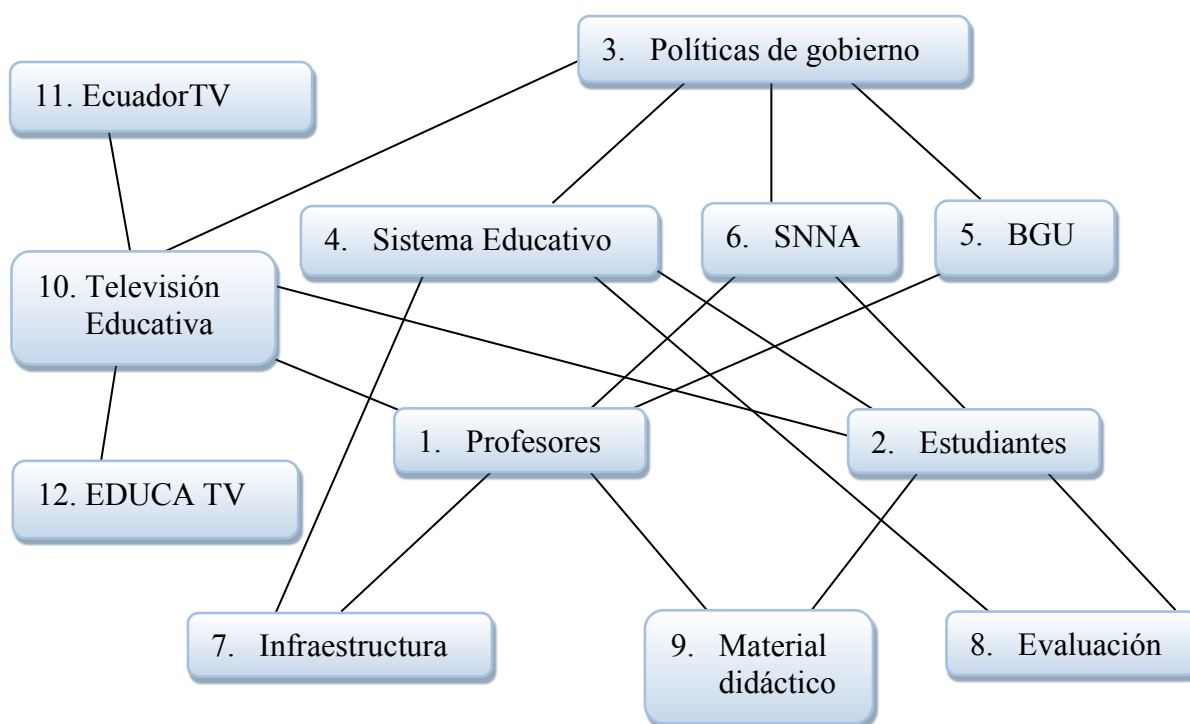 3. Políticas de gobierno
11. EcuadorTV
4. Sistema Educativo
6. SNNA
5. BGU
10. Televisión
Educativa
1. Profesores
2. Estudiantes
12. EDUCA TV
7. Infraestructura
9. Material
didáctico
8. Evaluación